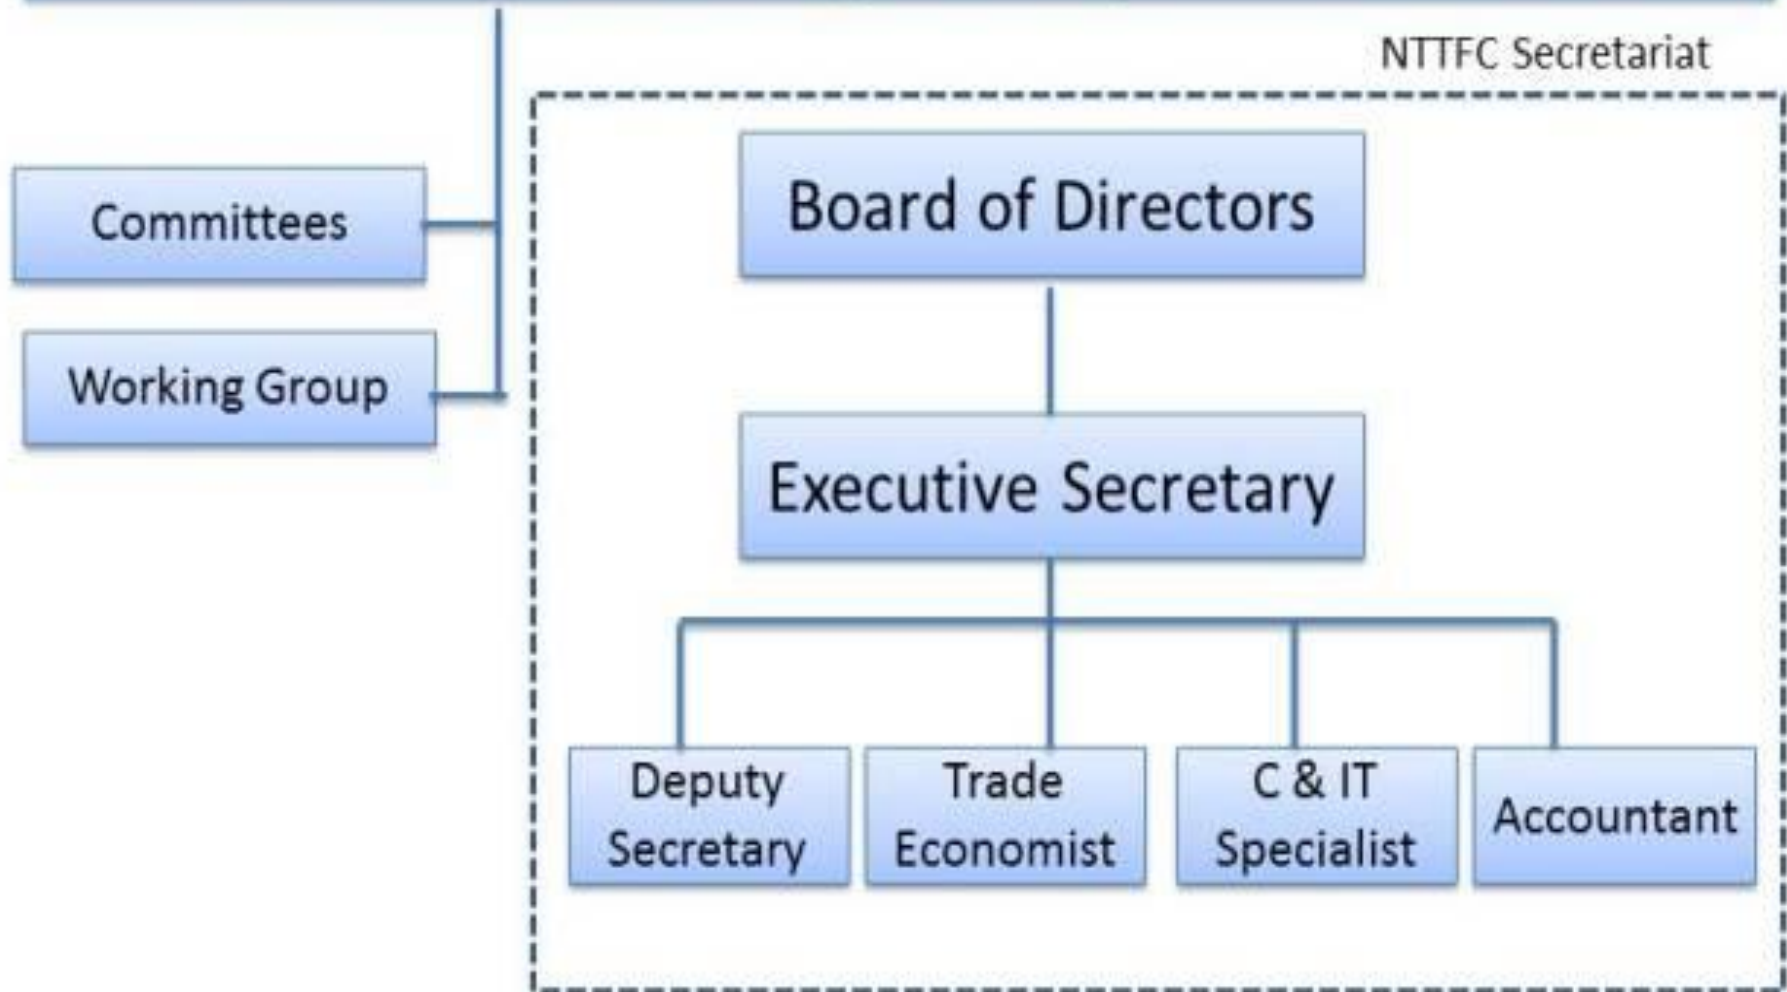 NTTFC Secretariat
Committees
Working Group
Board of Directors
Executive Secretary
Deputy
Secretary
Trade
Economist
C & IT
Specialist
Accountant